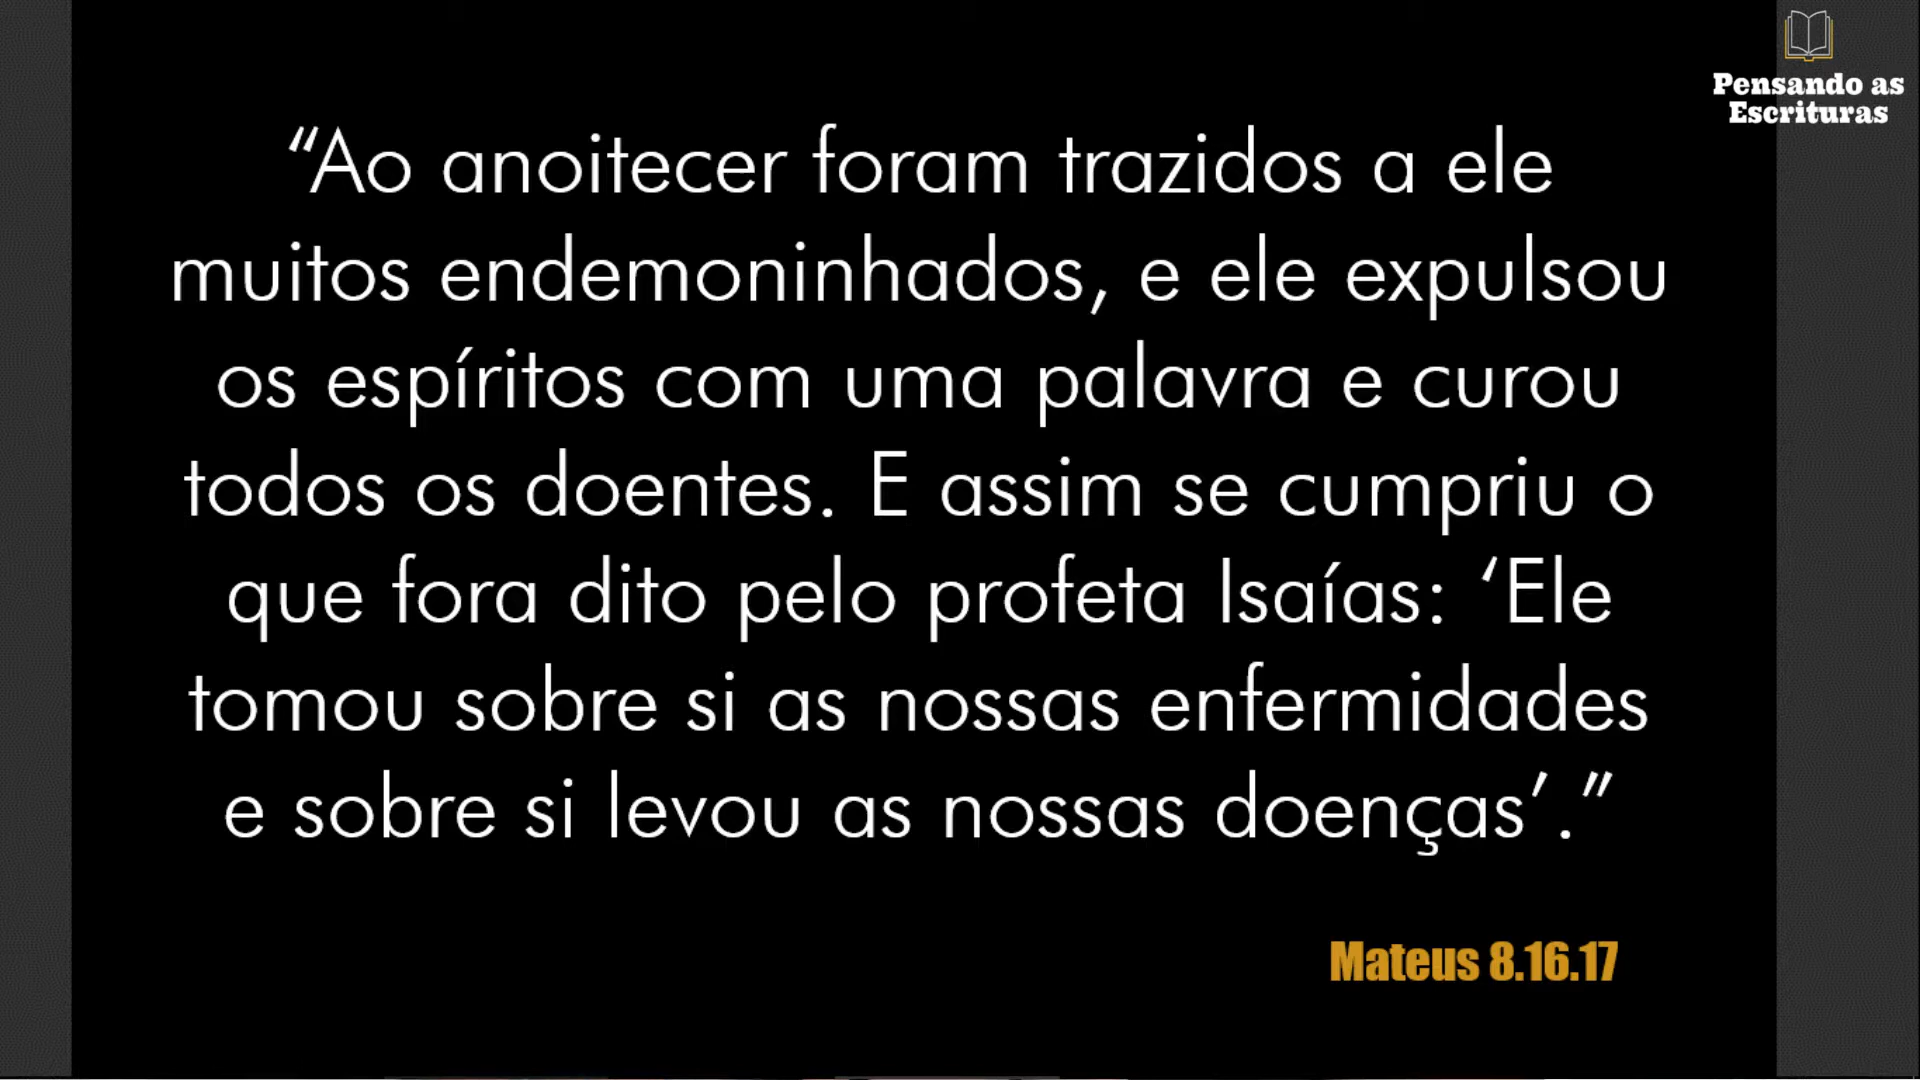 Pensando as
Escrituras
“Ao anoitecer foram trazidos a ele
muitos endemoninhados, e ele expulsou
os espíritos com uma palavra e curou
todos os doentes. E assim se cumpriu o
que fora dito pelo profeta Isaías: ‘Ele
tomou sobre si as nossas enfermidades
e sobre si levou as nossas doenças’.”
Mateus 8.16.17